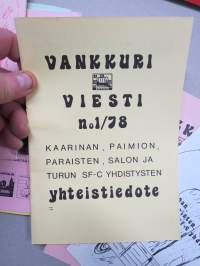 VANKKURI
VIESTI
n.1/78
KAARINAN, PAIMION,
PARAISTEN, SALON JA
TURUN SF-C YHDISTYSTEN
yhteistiedote